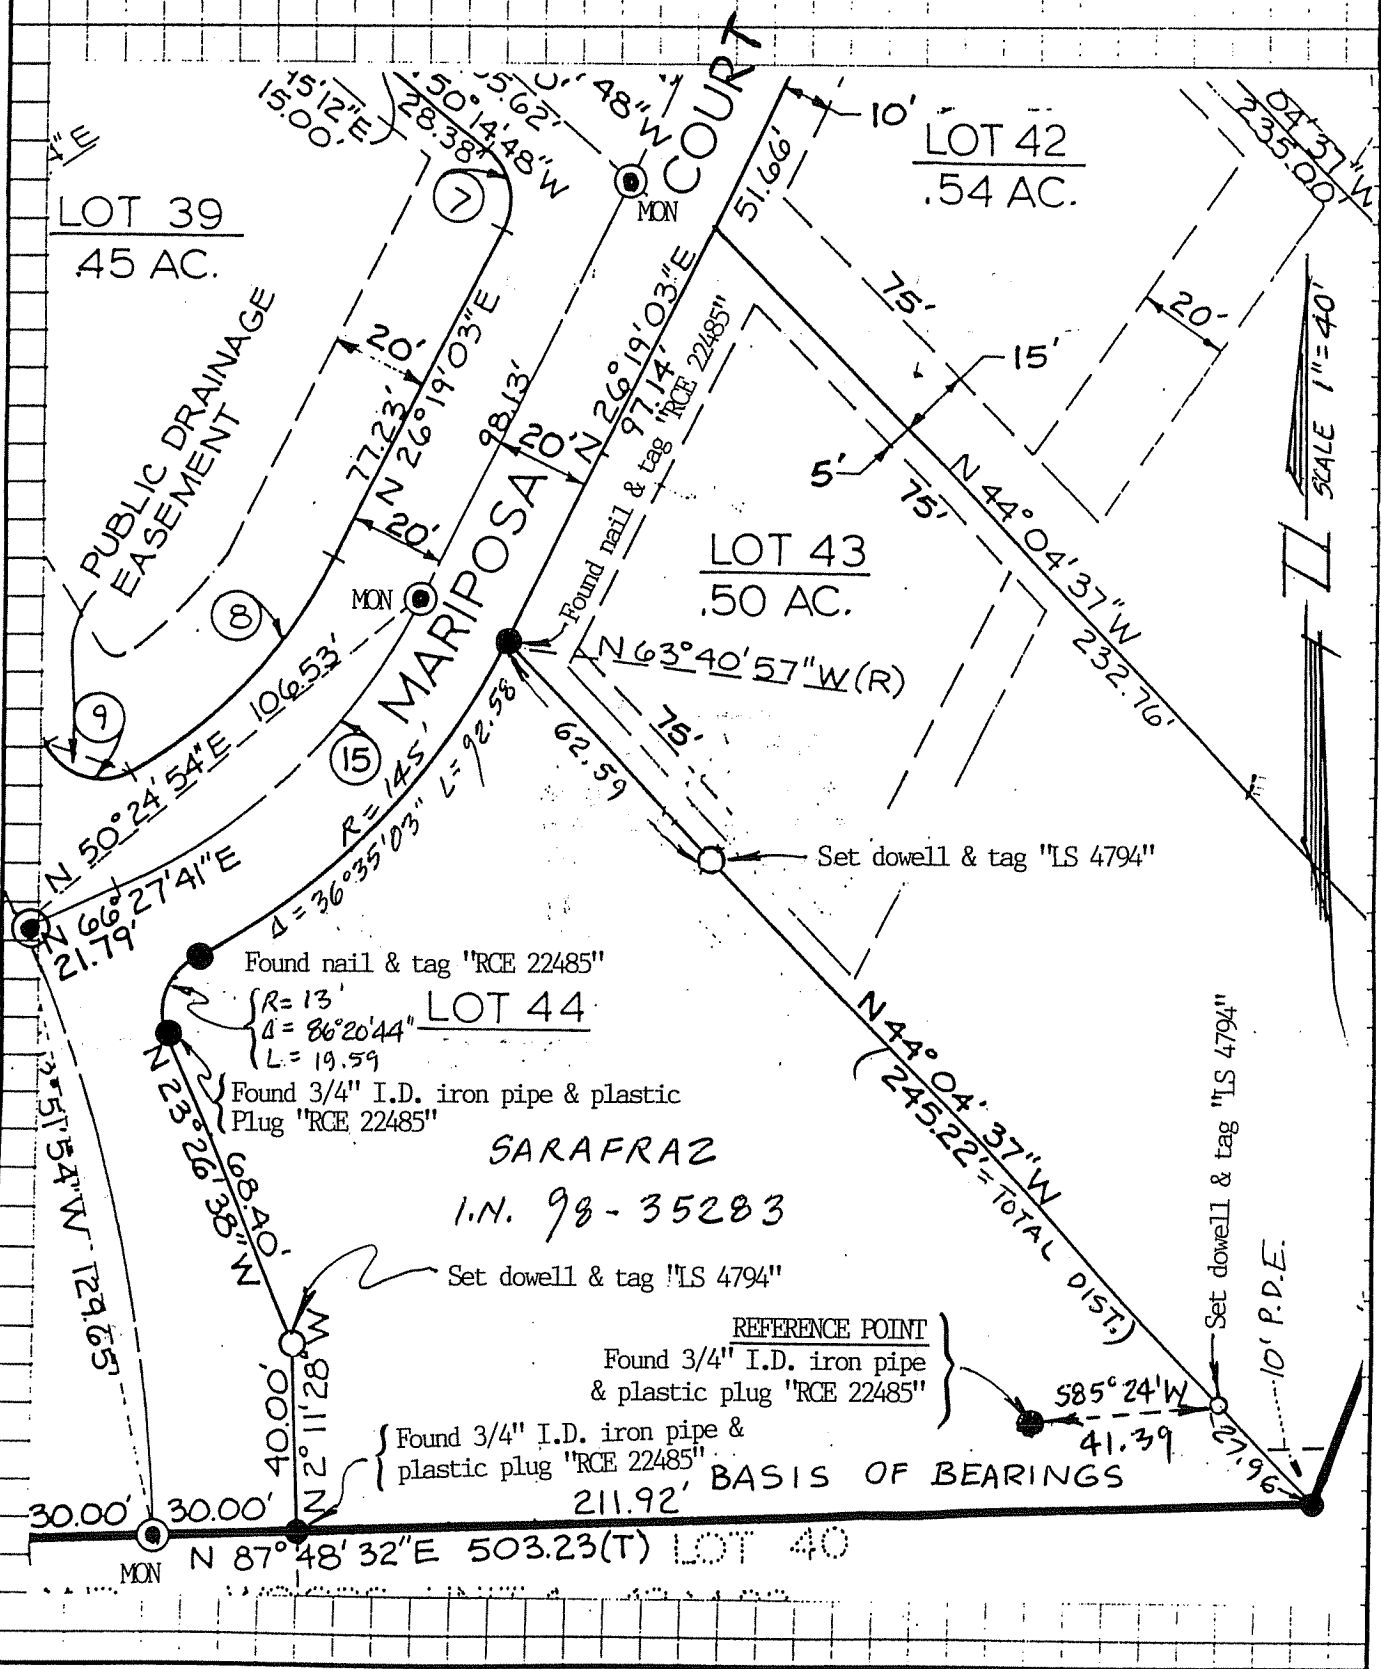 COURT
10'
LOT 42
.54 AC.
15'12"E
15.00'
50°14'48"W
28.38'
5.62'
48"W
51.66'
04'37"W
235.00'
MON
7
LOT 39
.45 AC.
PUBLIC DRAINAGE
EASEMENT
20'
77.23'
N 26°19'03"E
98.13'
20'
N 26°19'03"E
97.14'
Found nail & tag "RCE 22485"
75'
15'
5'
75'
20'
SCALE 1"=40'
N 44°04'37"W
232.76'
20'
LOT 43
.50 AC.
MON
MARIPOSA
8
N 63°40'57"W(R)
9
N 50°24'54"E 106.53'
15
R=145'
L=92.58
Δ=36°35'03"
62.59
75'
Set dowell & tag "LS 4794"
N 66°27'41"E
21.79'
Found nail & tag "RCE 22485"
R=13'
Δ=86°20'44"
L=19.59
LOT 44
Found 3/4" I.D. iron pipe & plastic
Plug "RCE 22485"
N 23°26'38"W
68.40'
3°51'54"W 129.65'
SARAFRAZ
I.N. 98-35283
N 44°04'37"W
(245.22'=TOTAL DIST.)
Set dowell & tag "LS 4794"
Set dowell & tag "LS 4794"
10' P.D.E.
REFERENCE POINT
Found 3/4" I.D. iron pipe
& plastic plug "RCE 22485"
S85°24'W
41.39
27.96
40.00'
N 2°11'28"W
Found 3/4" I.D. iron pipe &
plastic plug "RCE 22485"
BASIS OF BEARINGS
30.00'
30.00'
211.92'
MON
N 87°48'32"E 503.23(T) LOT 40